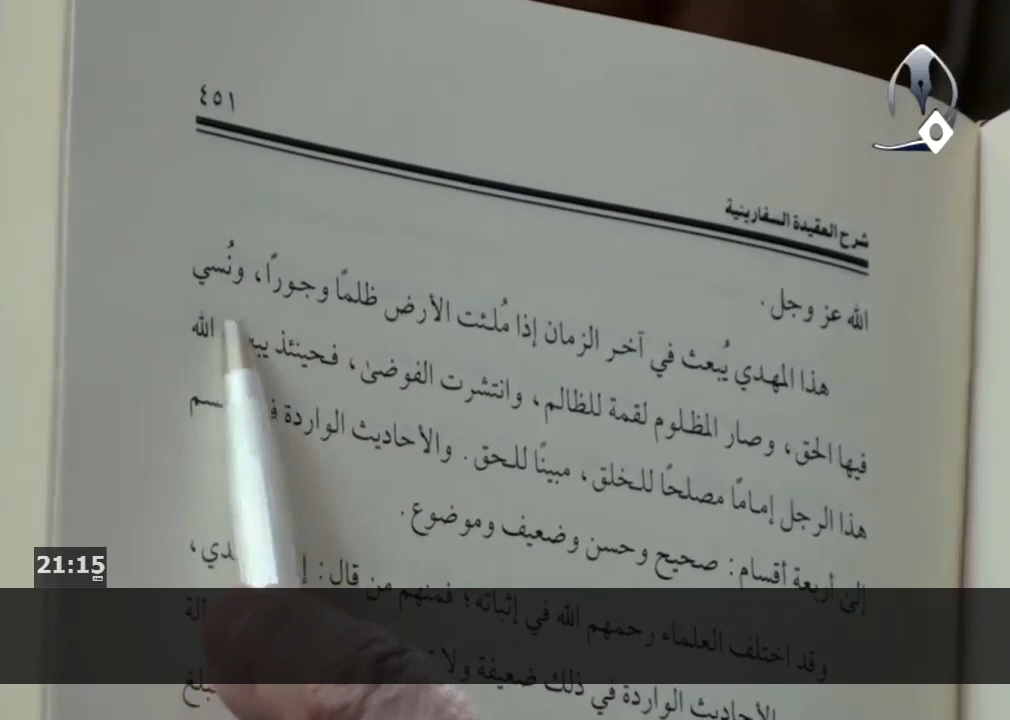 ٤٥١
شرح العقيدة السفارينية
الله عز وجل.
هذا المهدي يُبعث في آخر الزمان إذا مُلئت الأرض ظلمًا وجورًا، ونُسي
فيها الحق، وصار المظلوم لقمة للظالم، وانتشرت الفوضىٰ، فحينئذ الله
هذا الرجل إمامًا مصلحًا للخلق، مبينًا للحق. والأحاديث الواردة
إلىٰ أربعة أقسام: صحيح وحسن وضعيف وموضوع.
وقد اختلف العلماء رحمهم الله في إثباته؛ فمنهم من قال:
الأحاديث الواردة في ذلك ضعيفة ولا
21:15